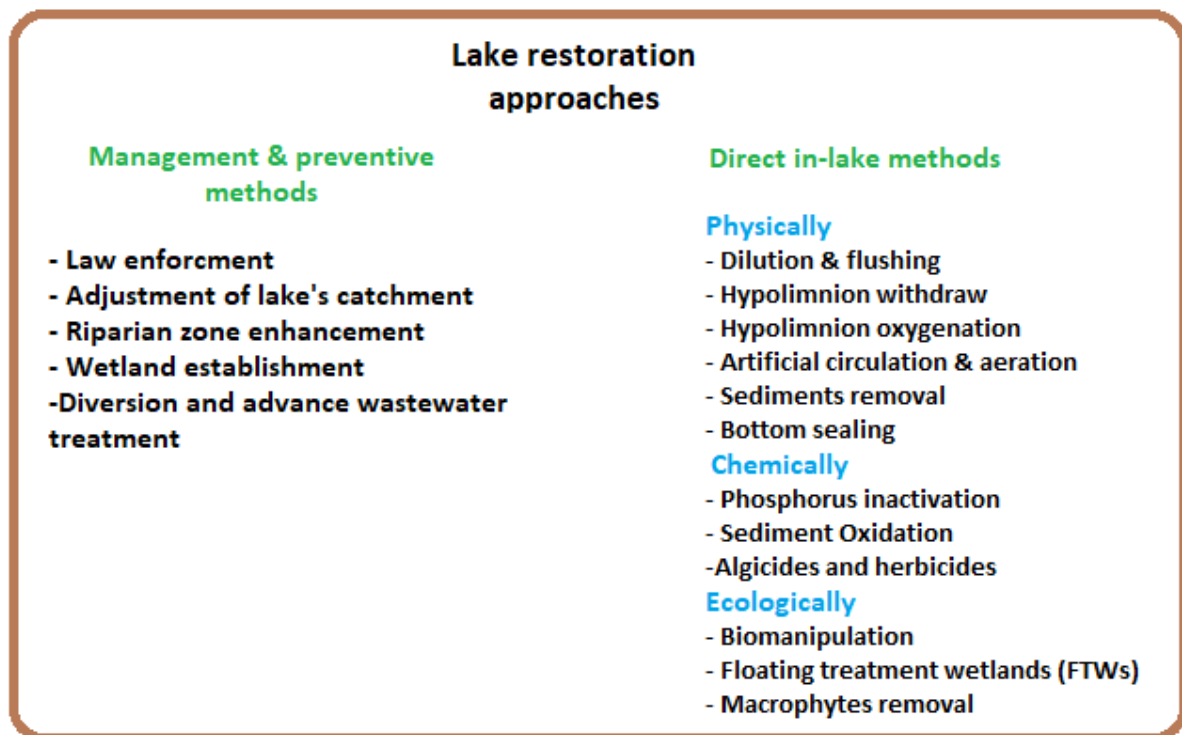 Lake restoration
approaches
Management & preventive
methods
- Law enforcment
- Adjustment of lake's catchment
- Riparian zone enhancement
- Wetland establishment
-Diversion and advance wastewater
treatment
Direct in-lake methods
Physically
- Dilution & flushing
- Hypolimnion withdraw
- Hypolimnion oxygenation
- Artificial circulation & aeration
- Sediments removal
- Bottom sealing
Chemically
- Phosphorus inactivation
- Sediment Oxidation
-Algicides and herbicides
Ecologically
- Biomanipulation
- Floating treatment wetlands (FTWs)
- Macrophytes removal